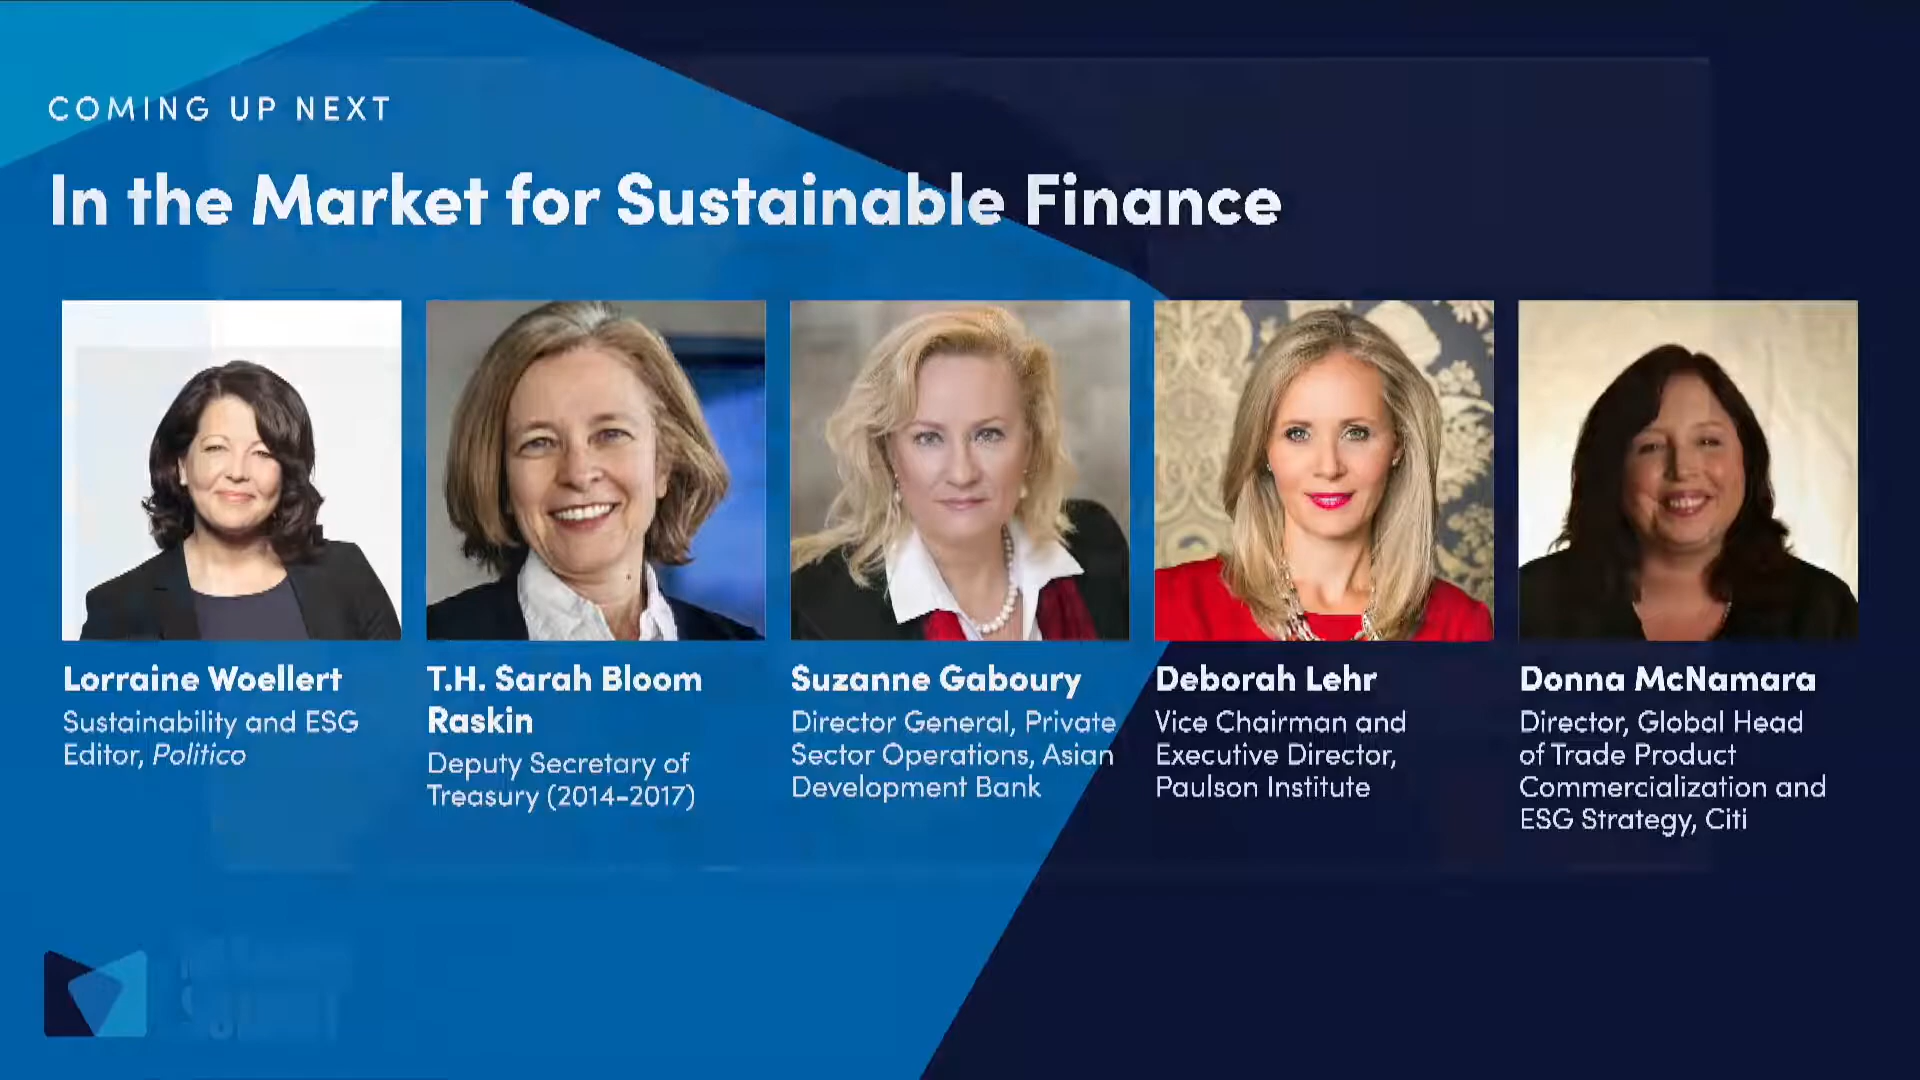 COMING UP NEXT
In the Market for Sustainable Finance
Lorraine Woellert
Sustainability and ESG
Editor, Politico
T.H. Sarah Bloom
Raskin
Deputy Secretary of
Treasury (2014-2017)
Suzanne Gaboury
Director General, Private
Sector Operations, Asian
Development Bank
Deborah Lehr
Vice Chairman and
Executive Director,
Paulson Institute
Donna McNamara
Director, Global Head
of Trade Product
Commercialization and
ESG Strategy, Citi